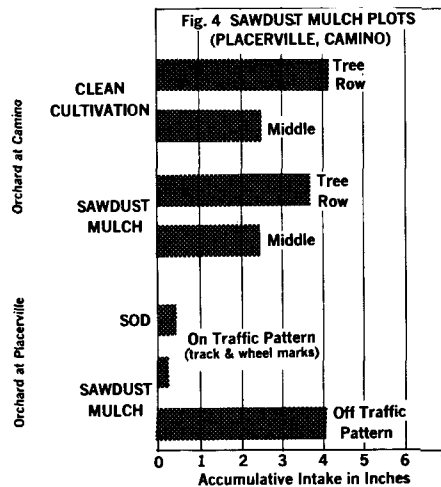 Fig. 4 SAWDUST MULCH PLOTS
(PLACERVILLE, CAMINO)
Orchard at Camino
CLEAN
CULTIVATION
Tree
Row
Middle
SAWDUST
MULCH
Tree
Row
Middle
Orchard at Placerville
SOD
On Traffic Pattern
(track & wheel marks)
SAWDUST
MULCH
Off Traffic
Pattern
0 1 2 3 4 5 6
Accumulative Intake in Inches